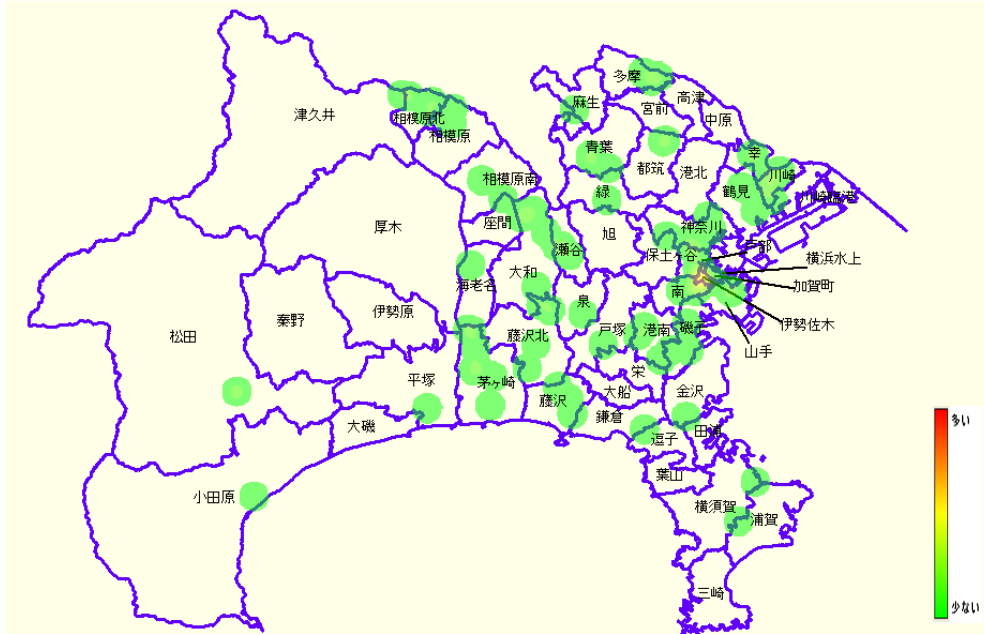 多摩
麻生
高津
宮前
中原
津久井
相模原北
相模原
青葉
都筑
港北
幸
川崎
相模原南
緑
鶴見
川崎臨港
厚木
座間
旭
神奈川
瀬谷
保土ヶ谷
戸部
横浜水上
大和
海老名
加賀町
南
泉
伊勢原
秦野
伊勢佐木
松田
戸塚
港南
磯子
藤沢北
山手
栄
平塚
茅ヶ崎
大船
金沢
藤沢
鎌倉
大磯
田浦
逗子
葉山
小田原
横須賀
浦賀
三崎
多い
少ない